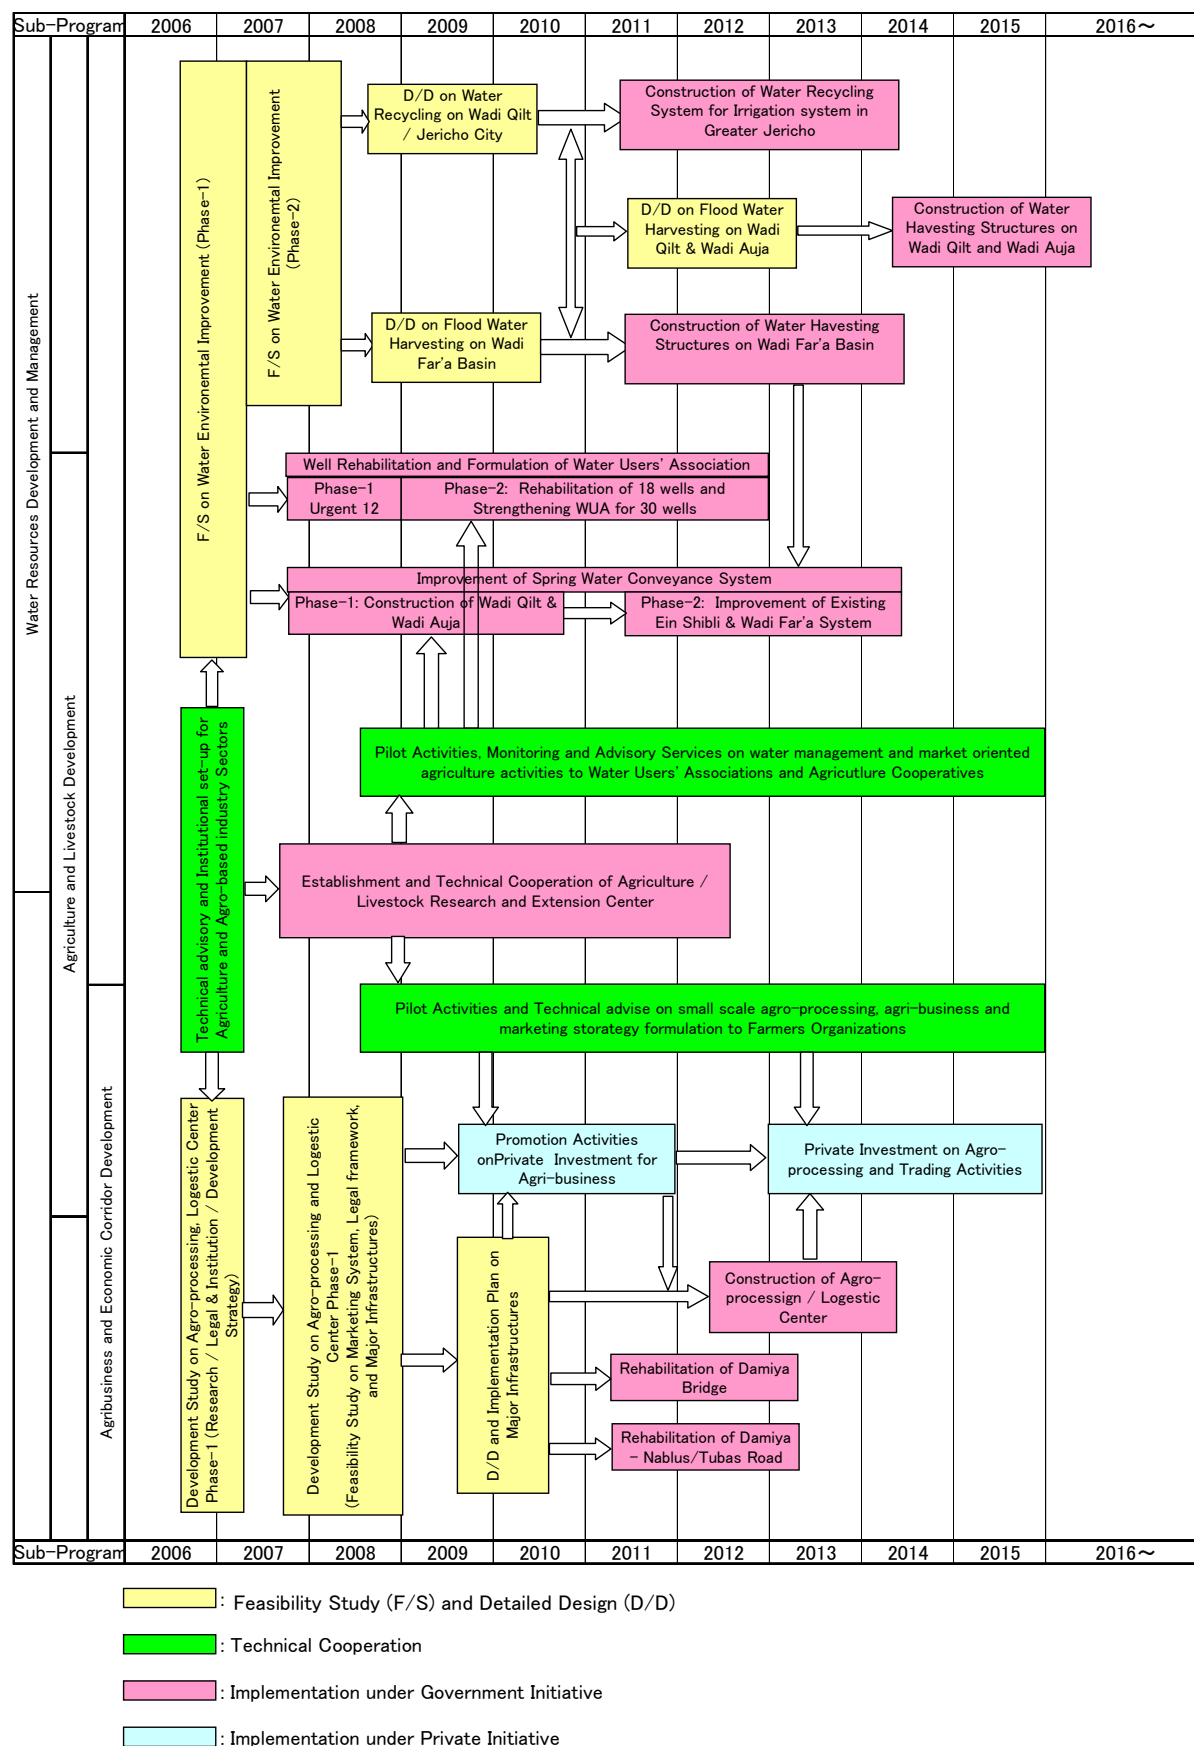 Sub-Program 2006 2007 2008 2009 2010 2011 2012 2013 2014 2015 2016～
Water Resources Development and Management
Agriculture and Livestock Development
Agribusiness and Economic Corridor Development
F/S on Water Environemtal Improvement (Phase-1)
F/S on Water Environemtal Improvement
(Phase-2)
D/D on Water
Recycling on Wadi Qilt
/ Jericho City
Construction of Water Recycling
System for Irrigation system in
Greater Jericho
D/D on Flood Water
Harvesting on Wadi
Qilt & Wadi Auja
Construction of Water
Havesting Structures on
Wadi Qilt and Wadi Auja
D/D on Flood Water
Harvesting on Wadi
Far'a Basin
Construction of Water Havesting
Structures on Wadi Far'a Basin
Well Rehabilitation and Formulation of Water Users' Association
Phase-1
Urgent 12
Phase-2: Rehabilitation of 18 wells and
Strengthening WUA for 30 wells
Improvement of Spring Water Conveyance System
Phase-1: Construction of Wadi Qilt &
Wadi Auja
Phase-2: Improvement of Existing
Ein Shibli & Wadi Far'a System
Technical advisory and Institutional set-up for
Agriculture and Agro-based industry Sectors
Pilot Activities, Monitoring and Advisory Services on water management and market oriented
agriculture activities to Water Users' Associations and Agricutlure Cooperatives
Establishment and Technical Cooperation of Agriculture /
Livestock Research and Extension Center
Pilot Activities and Technical advise on small scale agro-processing, agri-business and
marketing storategy formulation to Farmers Organizations
Development Study on Agro-processing, Logestic Center
Phase-1 (Research / Legal & Institution / Development
Strategy)
Development Study on Agro-processing and Logestic
Center Phase-1
(Feasibility Study on Marketing System, Legal framework,
and Major Infrastructures)
Promotion Activities
onPrivate Investment for
Agri-business
Private Investment on Agro-
processing and Trading Activities
D/D and Implementation Plan on
Major Infrastructures
Construction of Agro-
processign / Logestic
Center
Rehabilitation of Damiya
Bridge
Rehabilitation of Damiya
- Nablus/Tubas Road
Sub-Program 2006 2007 2008 2009 2010 2011 2012 2013 2014 2015 2016～
: Feasibility Study (F/S) and Detailed Design (D/D)
: Technical Cooperation
: Implementation under Government Initiative
: Implementation under Private Initiative